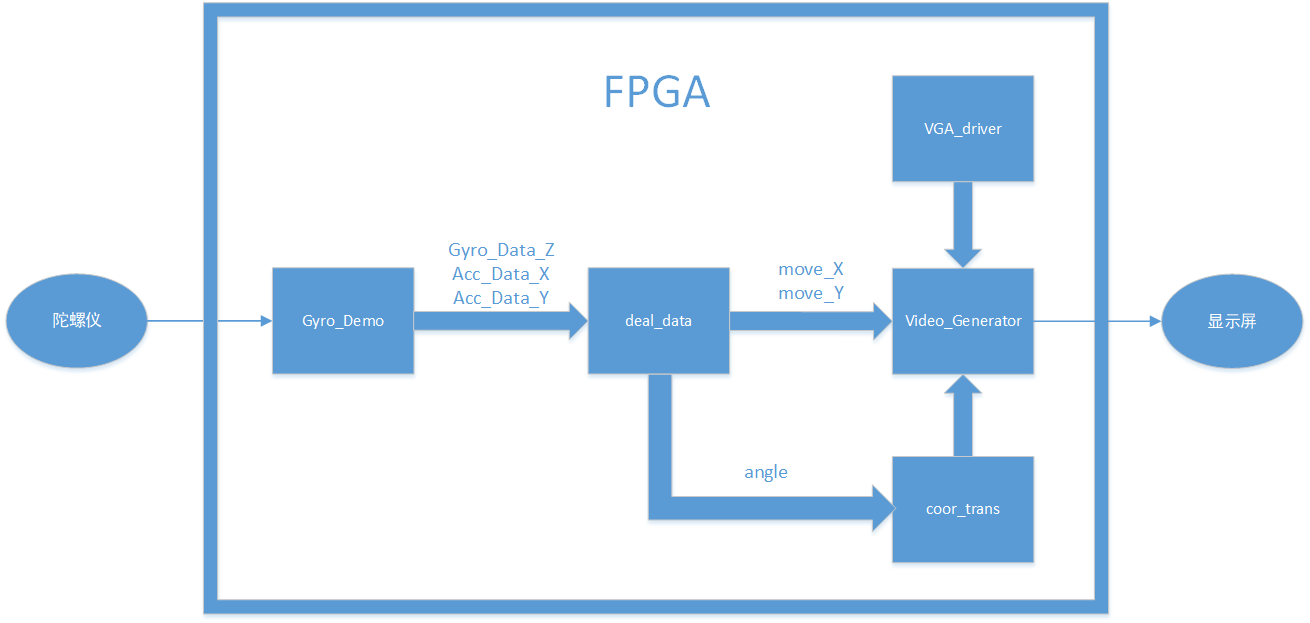 FPGA
VGA_driver
Gyro_Data_Z
Acc_Data_X
Acc_Data_Y
move_X
move_Y
陀螺仪
Gyro_Demo
deal_data
Video_Generator
显示屏
angle
coor_trans